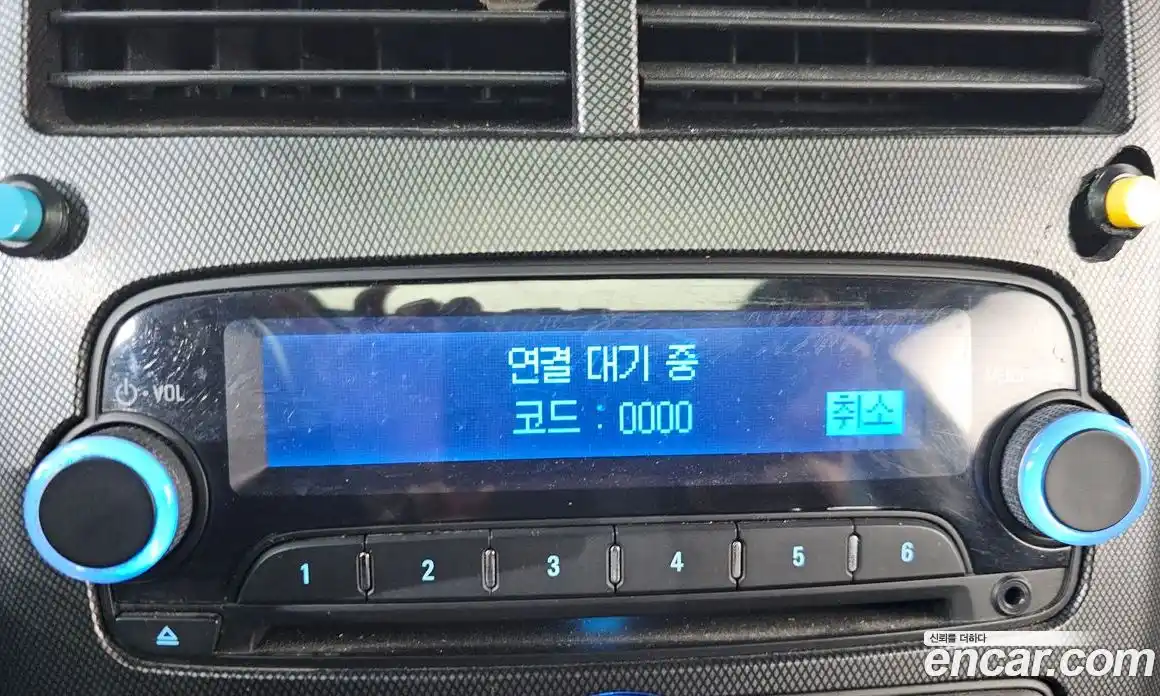 연결 대기 중
VOL
코드 : 0000
취소
1 2 3 4 5 6
신뢰를 더하다
encar.com